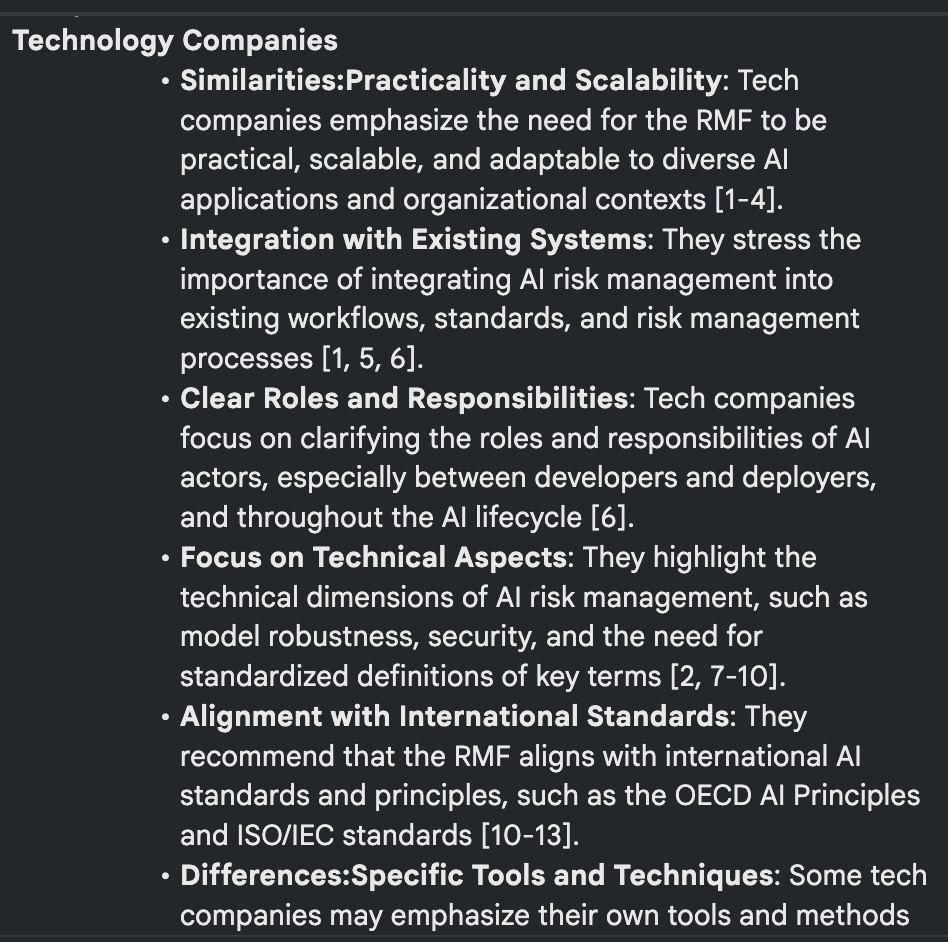 Technology Companies
• Similarities:Practicality and Scalability: Tech
companies emphasize the need for the RMF to be
practical, scalable, and adaptable to diverse AI
applications and organizational contexts [1-4].
• Integration with Existing Systems: They stress the
importance of integrating AI risk management into
existing workflows, standards, and risk management
processes [1, 5, 6].
• Clear Roles and Responsibilities: Tech companies
focus on clarifying the roles and responsibilities of AI
actors, especially between developers and deployers,
and throughout the AI lifecycle [6].
• Focus on Technical Aspects: They highlight the
technical dimensions of AI risk management, such as
model robustness, security, and the need for
standardized definitions of key terms [2, 7-10].
• Alignment with International Standards: They
recommend that the RMF aligns with international AI
standards and principles, such as the OECD AI Principles
and ISO/IEC standards [10-13].
• Differences:Specific Tools and Techniques: Some tech
companies may emphasize their own tools and methods